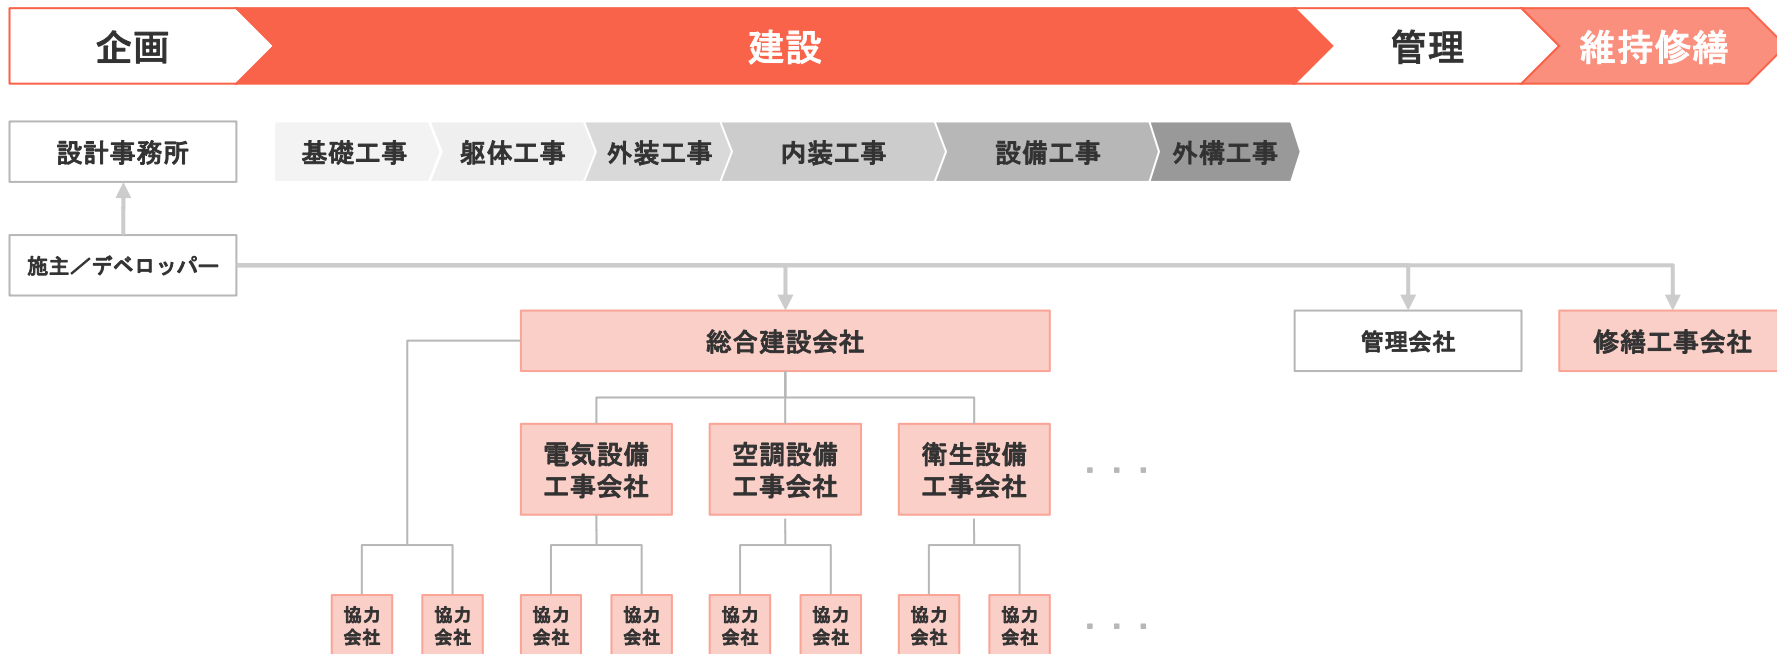 企画
建設
管理
維持修繕
設計事務所
基礎工事
躯体工事
外装工事
内装工事
設備工事
外構工事
施主／デベロッパー
総合建設会社
管理会社
修繕工事会社
電気設備
工事会社
空調設備
工事会社
衛生設備
工事会社
・・・
協力
会社
協力
会社
協力
会社
協力
会社
協力
会社
協力
会社
協力
会社
協力
会社
・・・